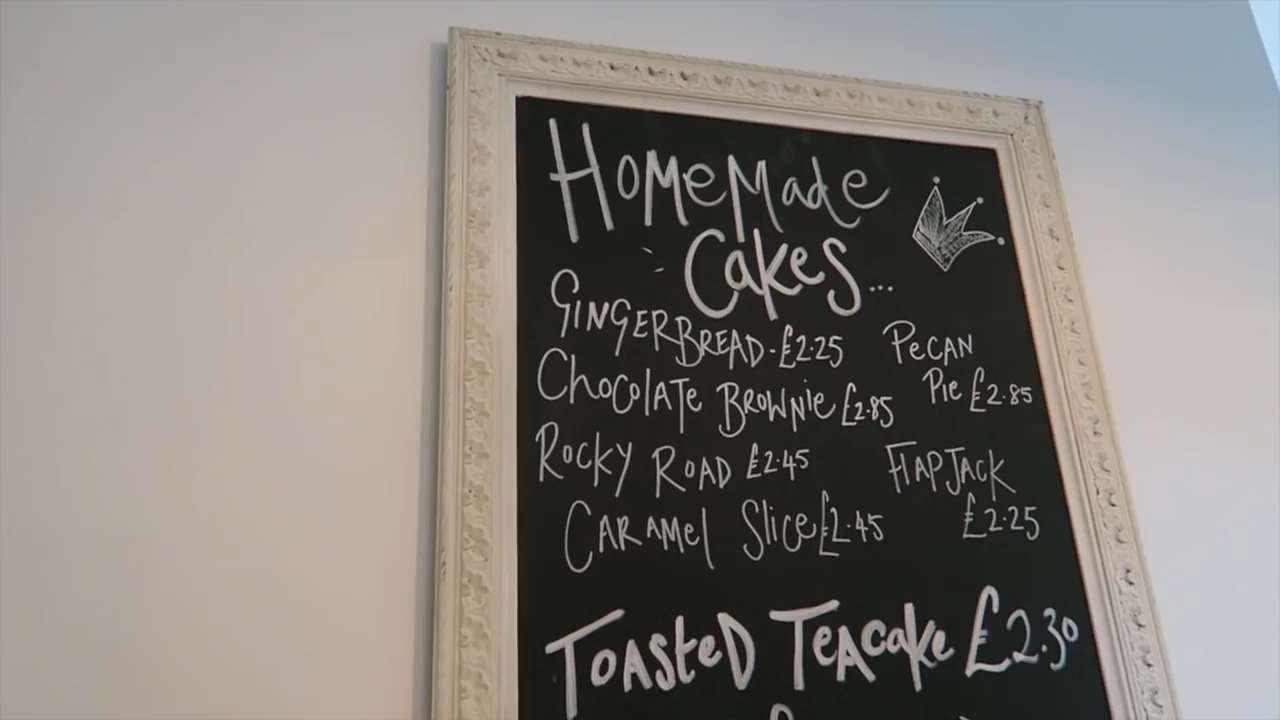 HomeMade
Cakes...
GINGERBREAD - £2.25
Chocolate Brownie £2.85
Rocky Road £2.45
Caramel Slice £2.45
Pecan
Pie £2.85
Flapjack
£2.25
Toasted Teacake £2.30